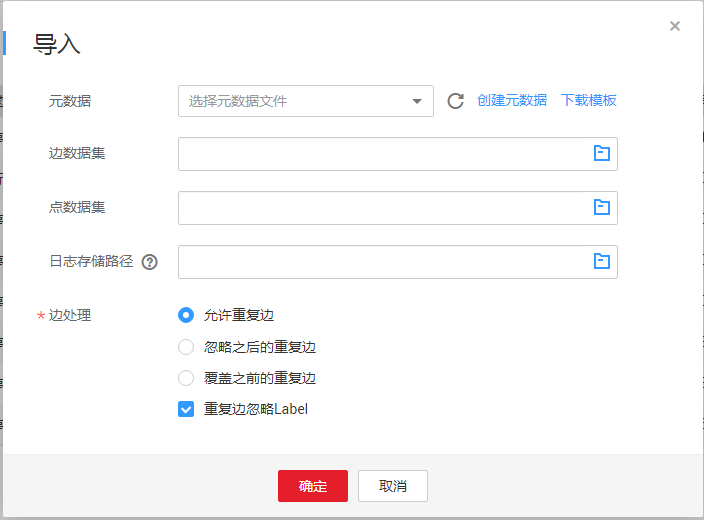 导入
元数据 选择元数据文件 创建元数据 下载模板
边数据集
点数据集
日志存储路径
* 边处理 允许重复边
忽略之后的重复边
覆盖之前的重复边
重复边忽略Label
确定 取消